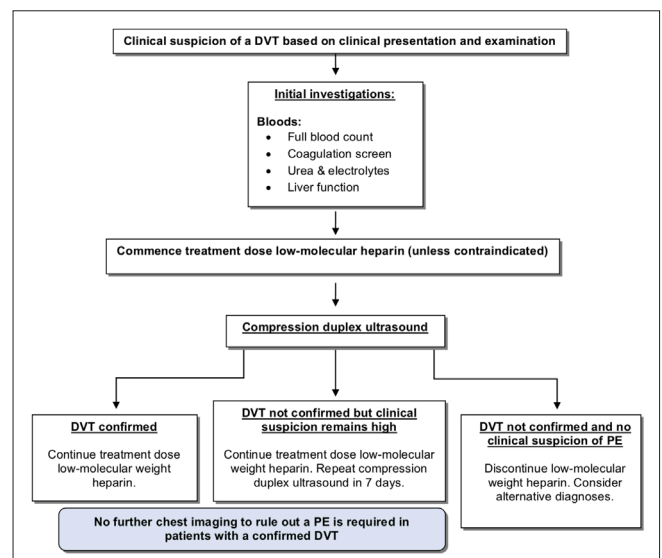 Clinical suspicion of a DVT based on clinical presentation and examination
Initial investigations:
Bloods:
• Full blood count
• Coagulation screen
• Urea & electrolytes
• Liver function
Commence treatment dose low-molecular heparin (unless contraindicated)
Compression duplex ultrasound
DVT confirmed
Continue treatment dose
low-molecular weight
heparin.
DVT not confirmed but clinical
suspicion remains high
Continue treatment dose low-molecular
weight heparin. Repeat compression
duplex ultrasound in 7 days.
DVT not confirmed and no
clinical suspicion of PE
Discontinue low-molecular
weight heparin. Consider
alternative diagnoses.
No further chest imaging to rule out a PE is required in
patients with a confirmed DVT